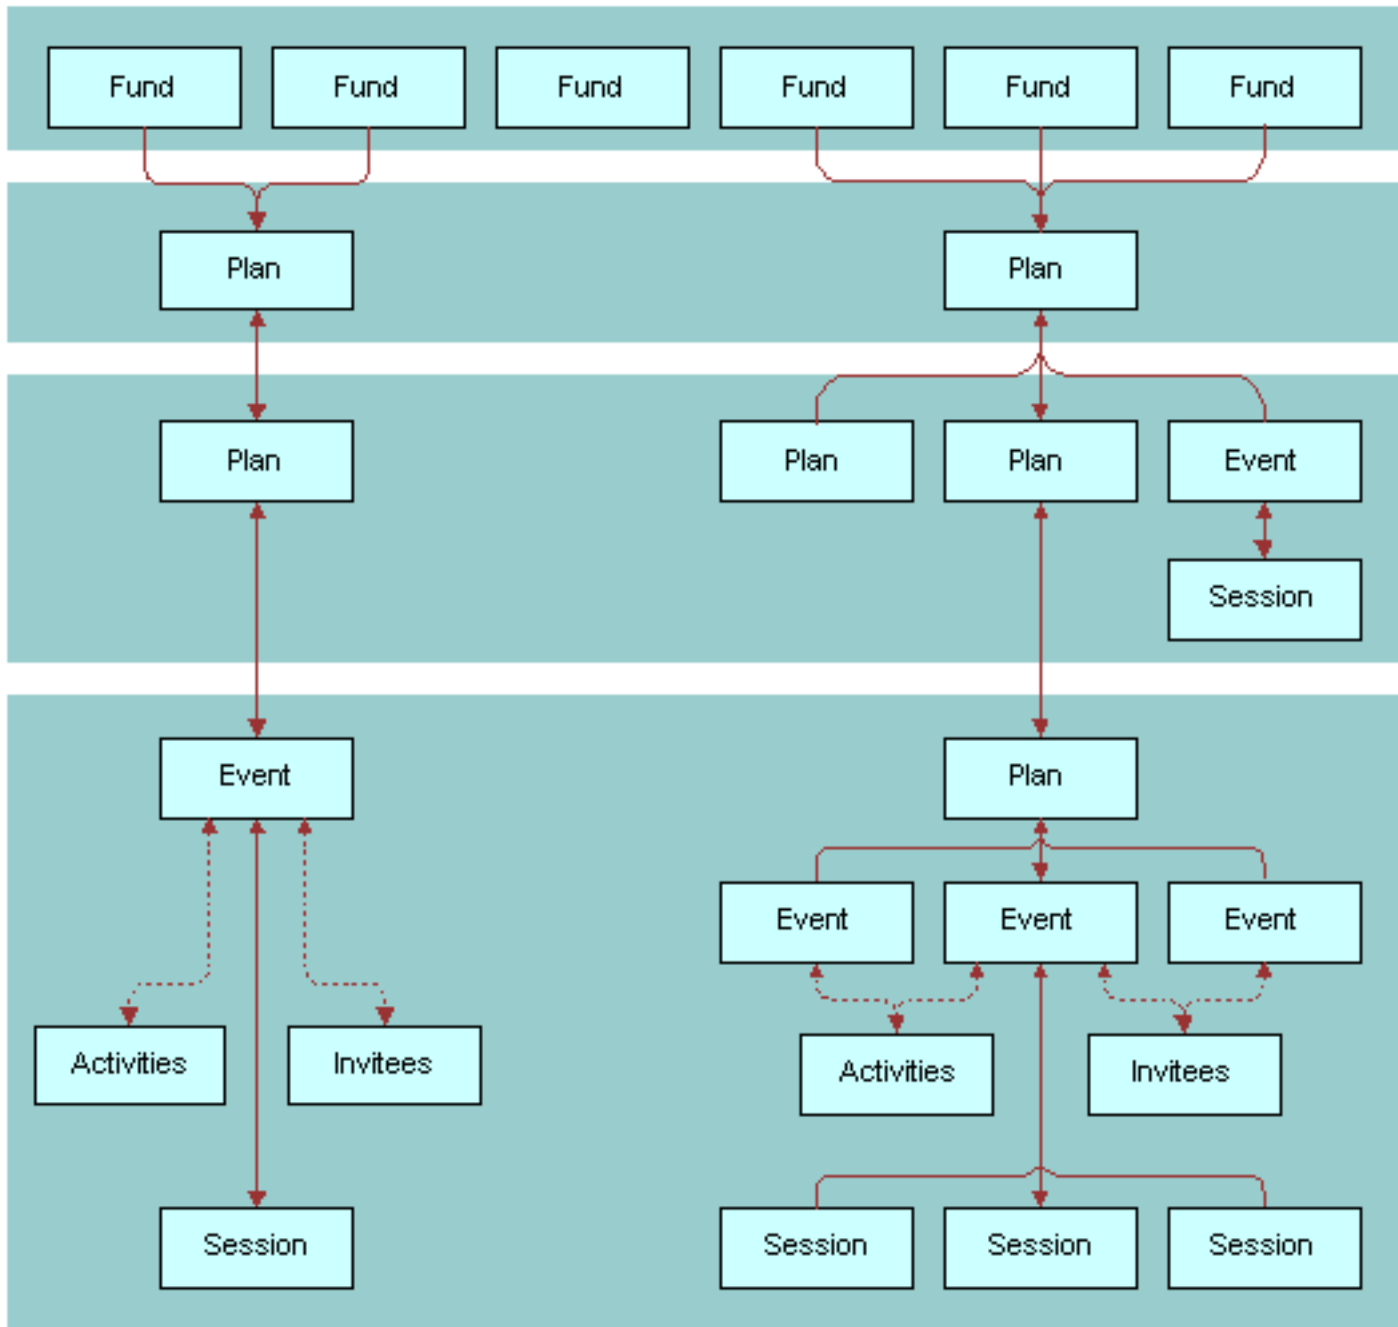 Fund Fund Fund Fund Fund Fund
Plan Plan
Plan Plan Plan Event
Session
Event Plan
Event Event Event
Activities Invitees Activities Invitees
Session Session Session Session